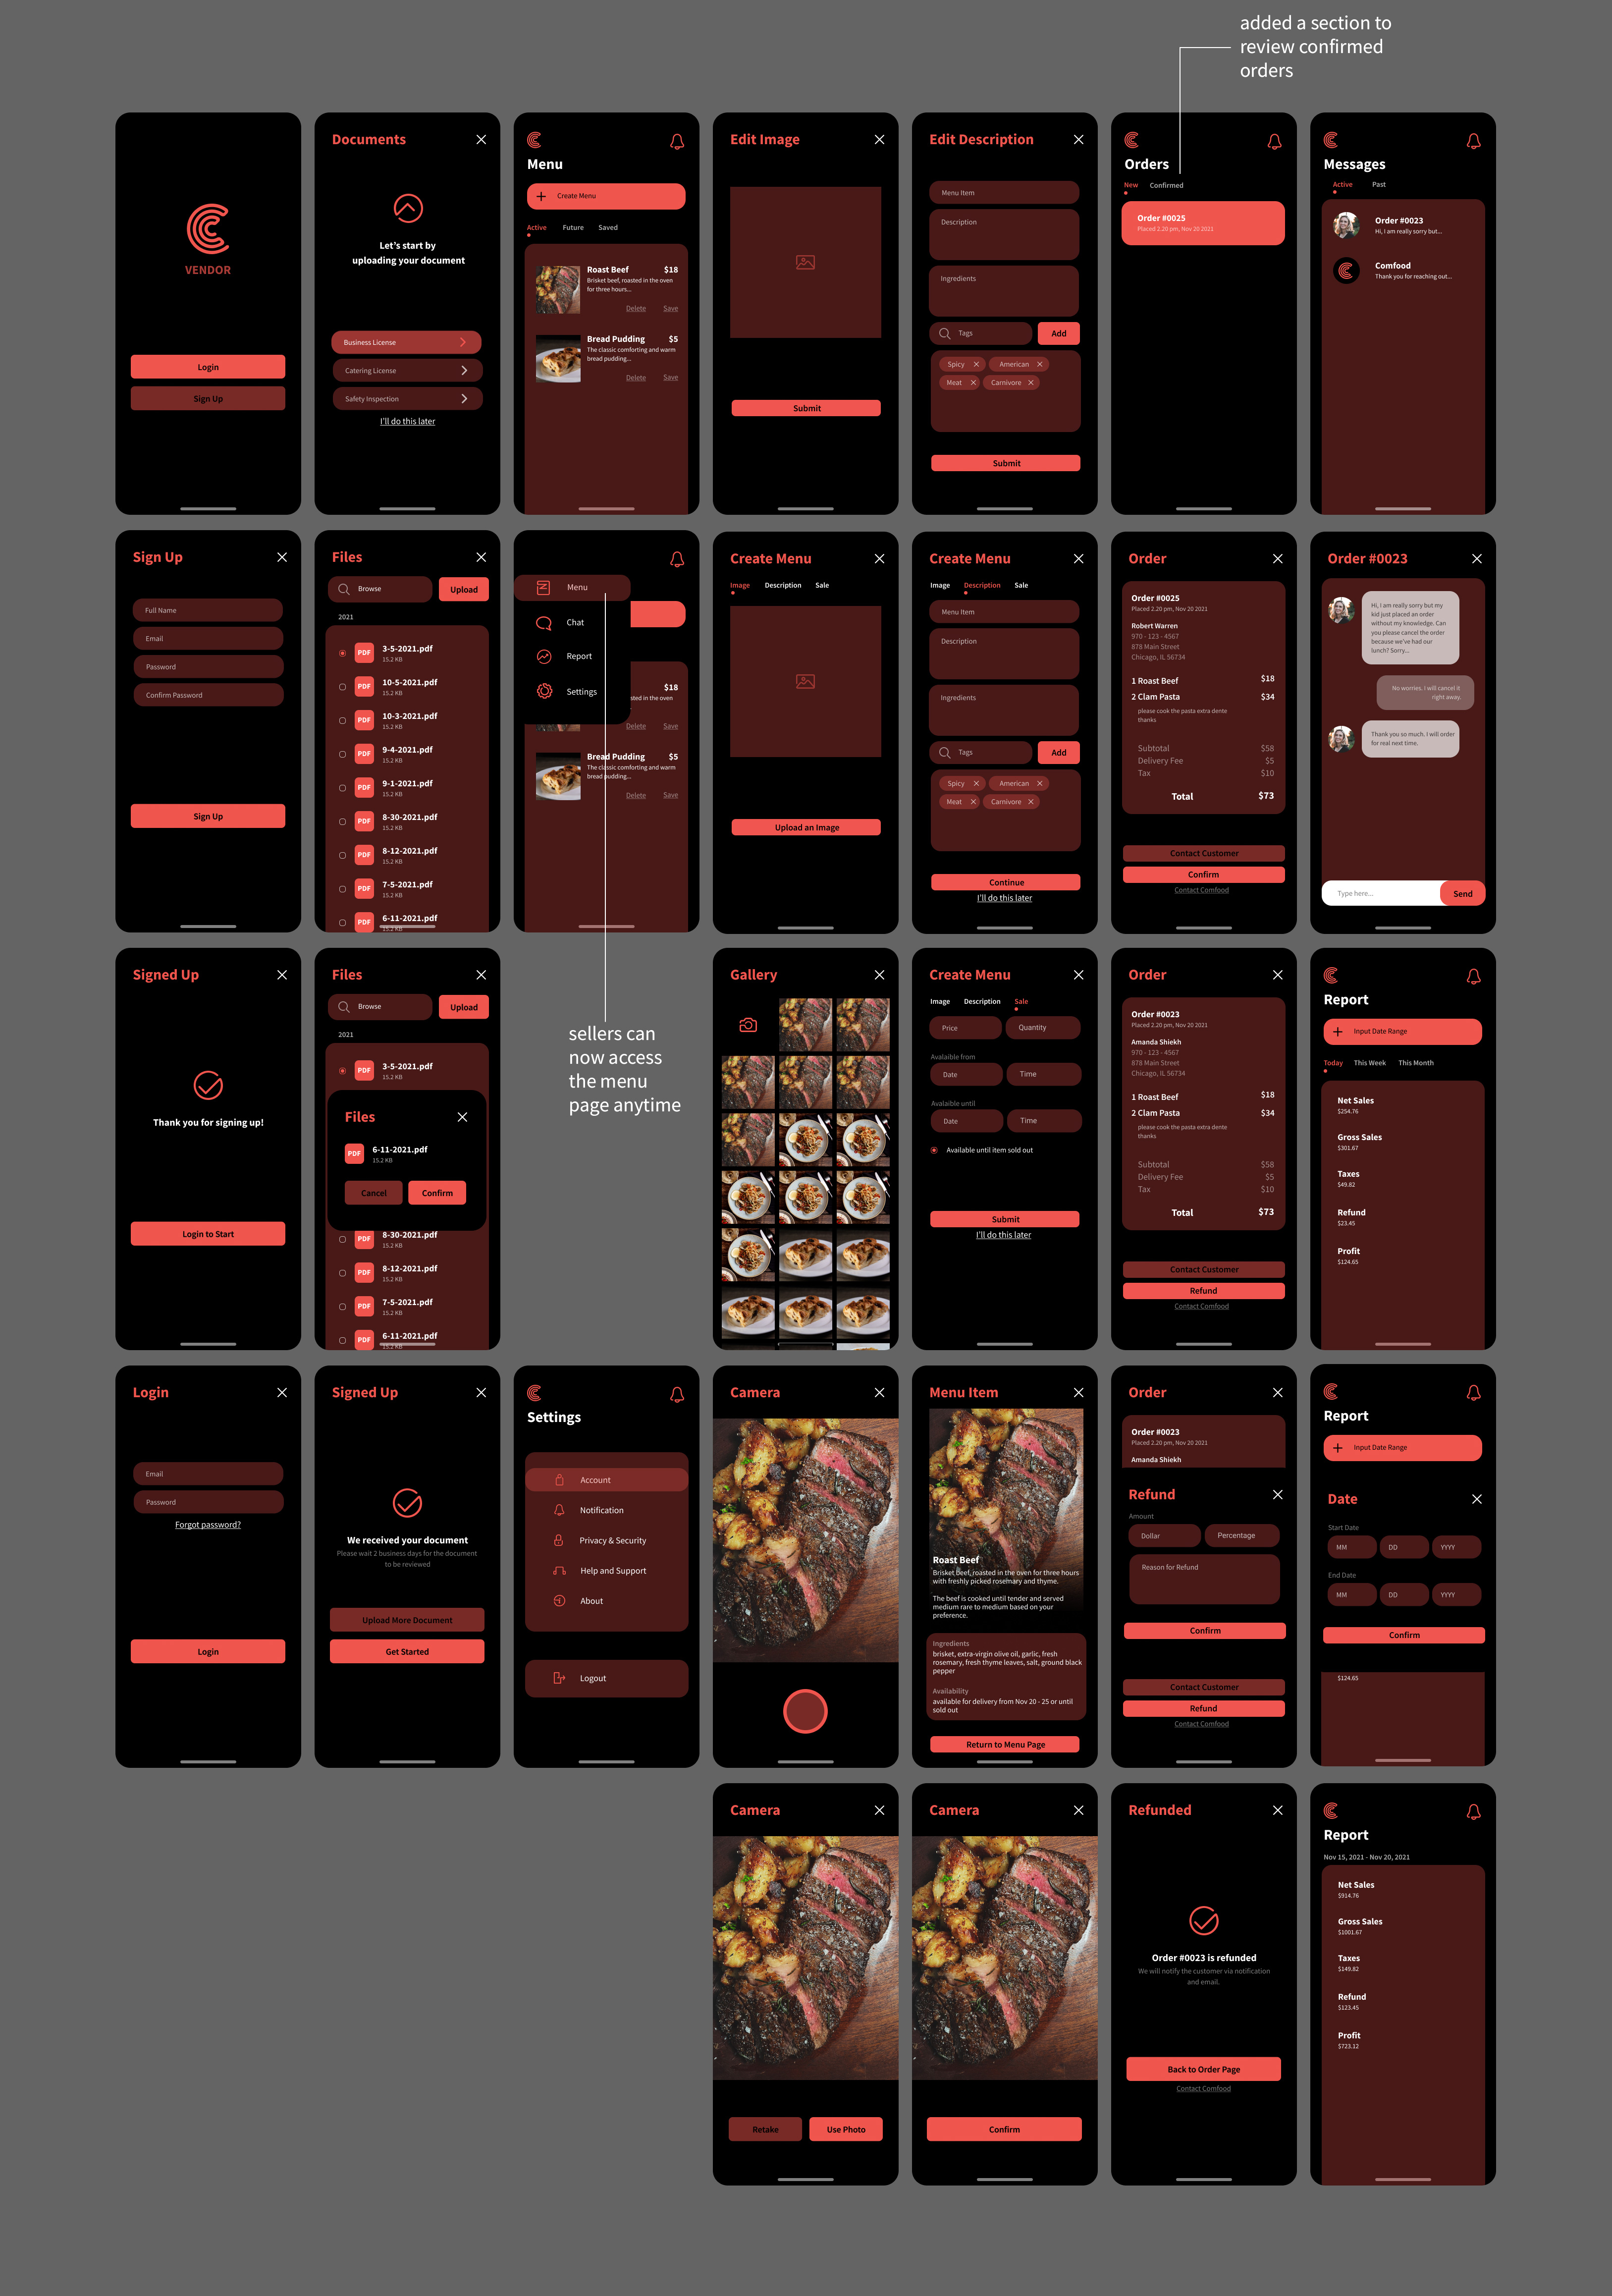 added a section to
review confirmed
orders
VENDOR
Login
Sign Up
Documents
Let's start by
uploading your document
Business License
Catering License
Safety Inspection
I'll do this later
Menu
Create Menu
Active Future Saved
Roast Beef $18
Brisket beef, roasted in the oven
for three hours...
Delete Save
Bread Pudding $5
The classic comforting and warm
bread pudding...
Delete Save
Edit Image
Submit
Edit Description
Menu Item
Description
Ingredients
Tags Add
Spicy American
Meat Carnivore
Submit
Orders
New Confirmed
Order #0025
Placed 2.20 pm, Nov 20 2021
Messages
Active Past
Order #0023
Hi, I am really sorry but...
Comfood
Thank you for reaching out...
Sign Up
Full Name
Email
Password
Confirm Password
Sign Up
Files
Browse Upload
2021
PDF 3-5-2021.pdf
15.2 KB
PDF 10-5-2021.pdf
15.2 KB
PDF 10-3-2021.pdf
15.2 KB
PDF 9-4-2021.pdf
15.2 KB
PDF 9-1-2021.pdf
15.2 KB
PDF 8-30-2021.pdf
15.2 KB
PDF 8-12-2021.pdf
15.2 KB
PDF 7-5-2021.pdf
15.2 KB
PDF 6-11-2021.pdf
15.2 KB
Menu
Chat
Report
Settings
$18
sted in the oven
Delete Save
Bread Pudding $5
The classic comforting and warm
bread pudding...
Delete Save
sellers can
now access
the menu
page anytime
Create Menu
Image Description Sale
Upload an Image
Create Menu
Image Description Sale
Menu Item
Description
Ingredients
Tags Add
Spicy American
Meat Carnivore
Continue
I'll do this later
Order
Order #0025
Placed 2.20 pm, Nov 20 2021
Robert Warren
970 - 123 - 4567
878 Main Street
Chicago, IL 56734
1 Roast Beef $18
2 Clam Pasta $34
please cook the pasta extra dente
thanks
Subtotal $58
Delivery Fee $5
Tax $10
Total $73
Contact Customer
Confirm
Contact Comfood
Order #0023
Hi, I am really sorry but my
kid just placed an order
without my knowledge. Can
you please cancel the order
because we've had our
lunch? Sorry...
No worries. I will cancel it
right away.
Thank you so much. I will order
for real next time.
Type here... Send
Signed Up
Thank you for signing up!
Login to Start
Files
Browse Upload
2021
PDF 3-5-2021.pdf
15.2 KB
Files
PDF 6-11-2021.pdf
15.2 KB
Cancel Confirm
8-30-2021.pdf
15.2 KB
PDF 8-12-2021.pdf
15.2 KB
PDF 7-5-2021.pdf
15.2 KB
PDF 6-11-2021.pdf
15.2 KB
Gallery
Create Menu
Image Description Sale
Price Quantity
Avalaible from
Date Time
Avalaible until
Date Time
Available until item sold out
Submit
I'll do this later
Order
Order #0023
Placed 2.20 pm, Nov 20 2021
Amanda Shiekh
970 - 123 - 4567
878 Main Street
Chicago, IL 56734
1 Roast Beef $18
2 Clam Pasta $34
please cook the pasta extra dente
thanks
Subtotal $58
Delivery Fee $5
Tax $10
Total $73
Contact Customer
Refund
Contact Comfood
Report
Input Date Range
Today This Week This Month
Net Sales
$254.76
Gross Sales
$301.67
Taxes
$49.82
Refund
$23.45
Profit
$124.65
Login
Email
Password
Forgot password?
Login
Signed Up
We received your document
Please wait 2 business days for the document
to be reviewed
Upload More Document
Get Started
Settings
Account
Notification
Privacy & Security
Help and Support
About
Logout
Camera
Menu Item
Roast Beef
Brisket beef, roasted in the oven for three hours
with freshly picked rosemary and thyme.
The beef is cooked until tender and served
medium rare to medium based on your
preference.
Ingredients
brisket, extra-virgin olive oil, garlic, fresh
rosemary, fresh thyme leaves, salt, ground black
pepper
Availability
available for delivery from Nov 20 - 25 or until
sold out
Return to Menu Page
Order
Order #0023
Placed 2.20 pm, Nov 20 2021
Amanda Shiekh
Refund
Amount
Dollar Percentage
Reason for Refund
Confirm
Contact Customer
Refund
Contact Comfood
Report
Input Date Range
Date
Start Date
MM DD YYYY
End Date
MM DD YYYY
Confirm
$124.65
Camera
Retake Use Photo
Camera
Confirm
Refunded
Order #0023 is refunded
We will notify the customer via notification
and email.
Back to Order Page
Contact Comfood
Report
Nov 15, 2021 - Nov 20, 2021
Net Sales
$914.76
Gross Sales
$1001.67
Taxes
$149.82
Refund
$123.45
Profit
$723.12